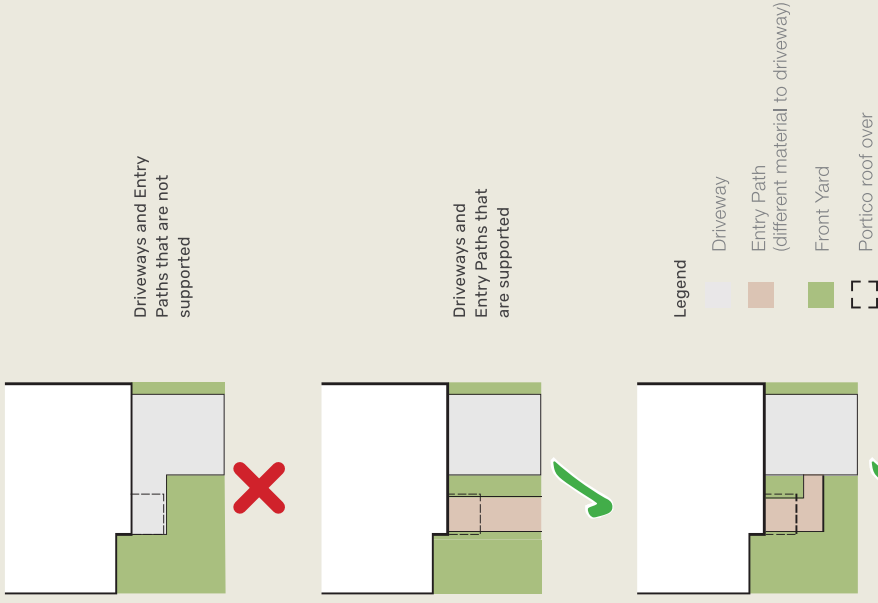 Driveways and Entry
Paths that are not
supported
Driveways and
Entry Paths that
are supported
Legend
Driveway
Entry Path
(different material to driveway)
Front Yard
Portico roof over